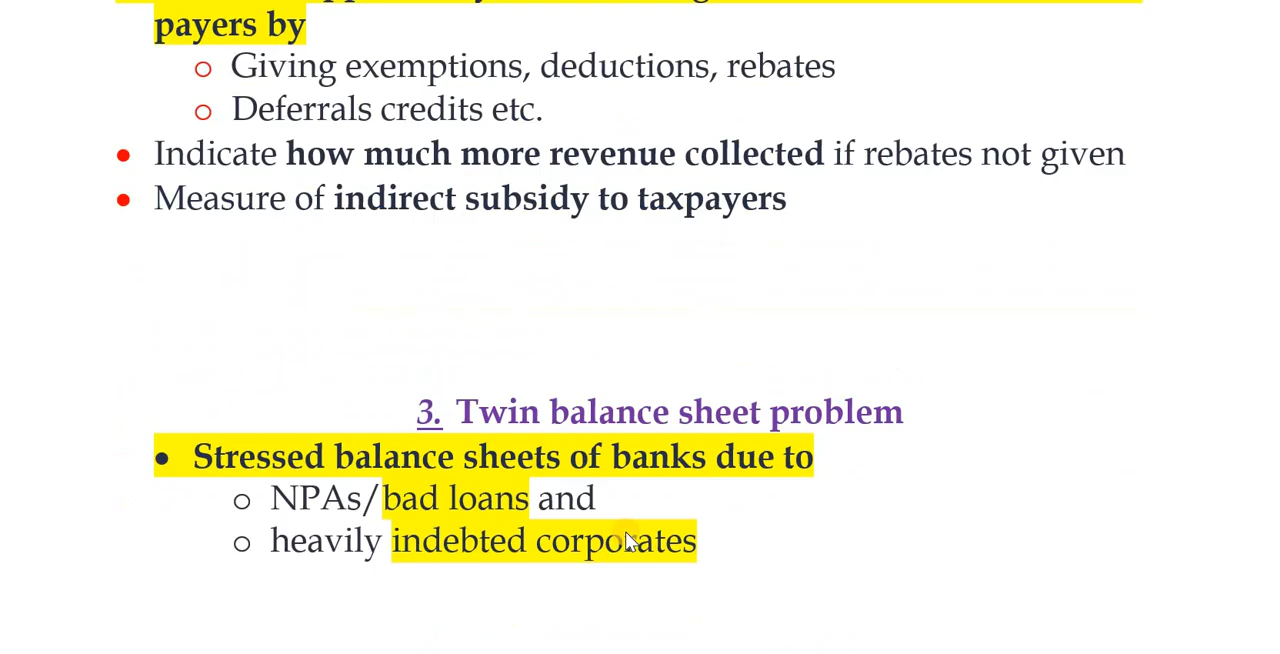 payers by
o Giving exemptions, deductions, rebates
o Deferrals credits etc.
• Indicate how much more revenue collected if rebates not given
• Measure of indirect subsidy to taxpayers
3. Twin balance sheet problem
• Stressed balance sheets of banks due to
o NPAs/bad loans and
o heavily indebted corporates